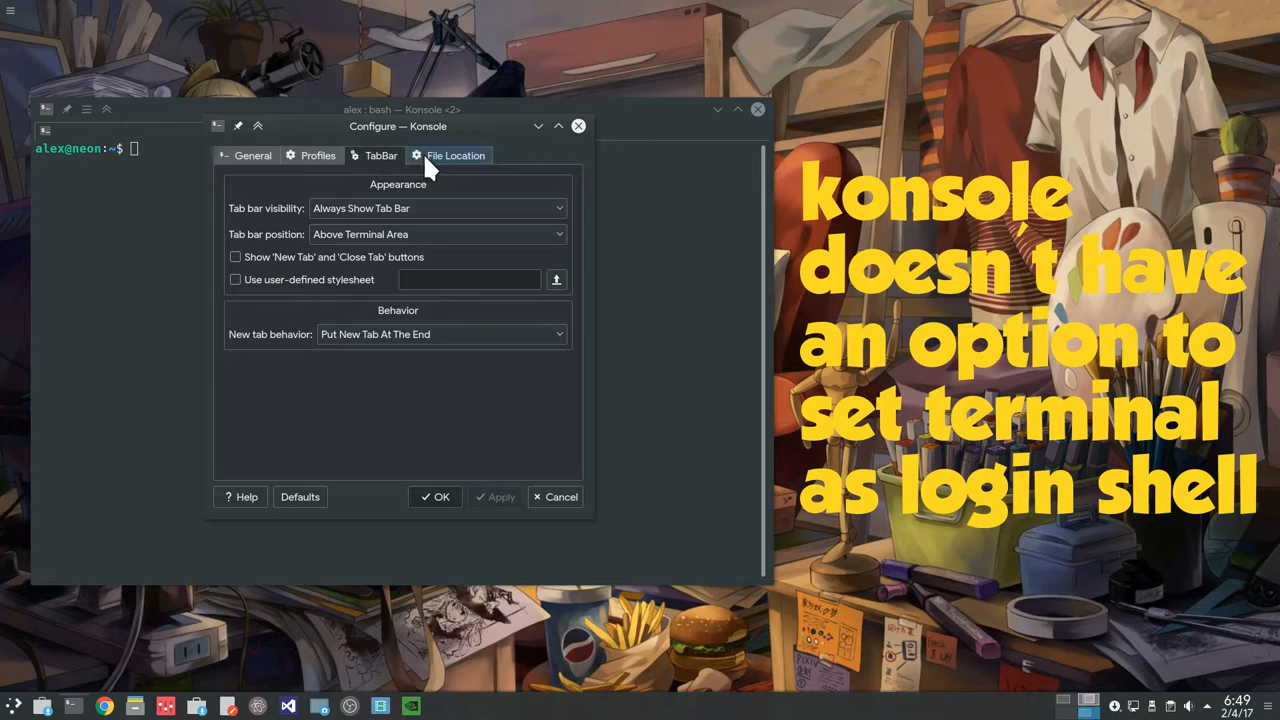 alex : bash — Konsole <2>
Configure — Konsole
alex@neon:~$
General
Profiles
TabBar
File Location
Appearance
Tab bar visibility: Always Show Tab Bar
Tab bar position: Above Terminal Area
Show 'New Tab' and 'Close Tab' buttons
Use user-defined stylesheet
Behavior
New tab behavior: Put New Tab At The End
? Help
Defaults
OK
Apply
Cancel
konsole
doesn't have
an option to
set terminal
as login shell
6:49
2/4/17